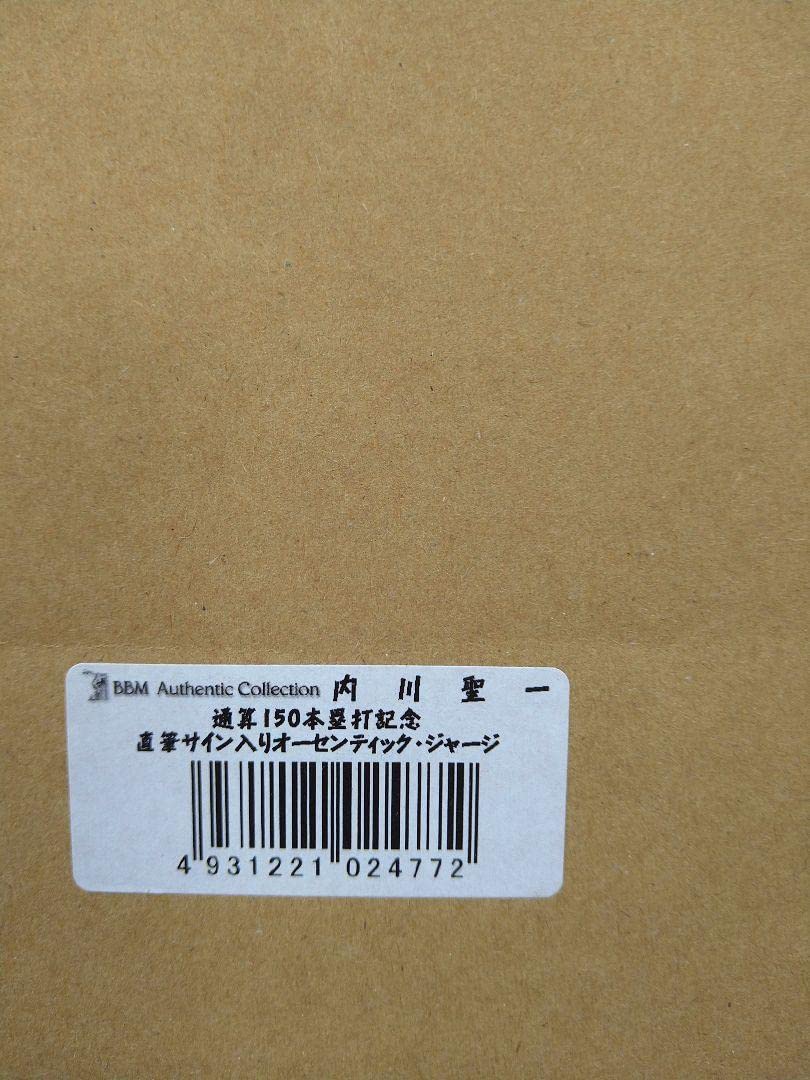 BBM Authentic Collection 内川聖一
通算150本塁打記念
直筆サイン入りオーセンティック・ジャージ
4 931221 024772